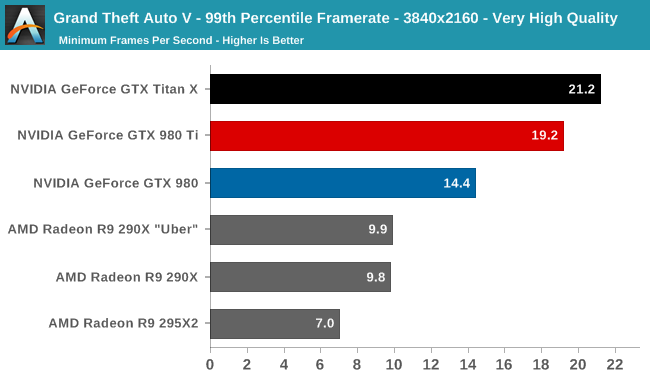 Grand Theft Auto V - 99th Percentile Framerate - 3840x2160 - Very High Quality
Minimum Frames Per Second - Higher Is Better
NVIDIA GeForce GTX Titan X 21.2
NVIDIA GeForce GTX 980 Ti 19.2
NVIDIA GeForce GTX 980 14.4
AMD Radeon R9 290X "Uber" 9.9
AMD Radeon R9 290X 9.8
AMD Radeon R9 295X2 7.0
0 2 4 6 8 10 12 14 16 18 20 22